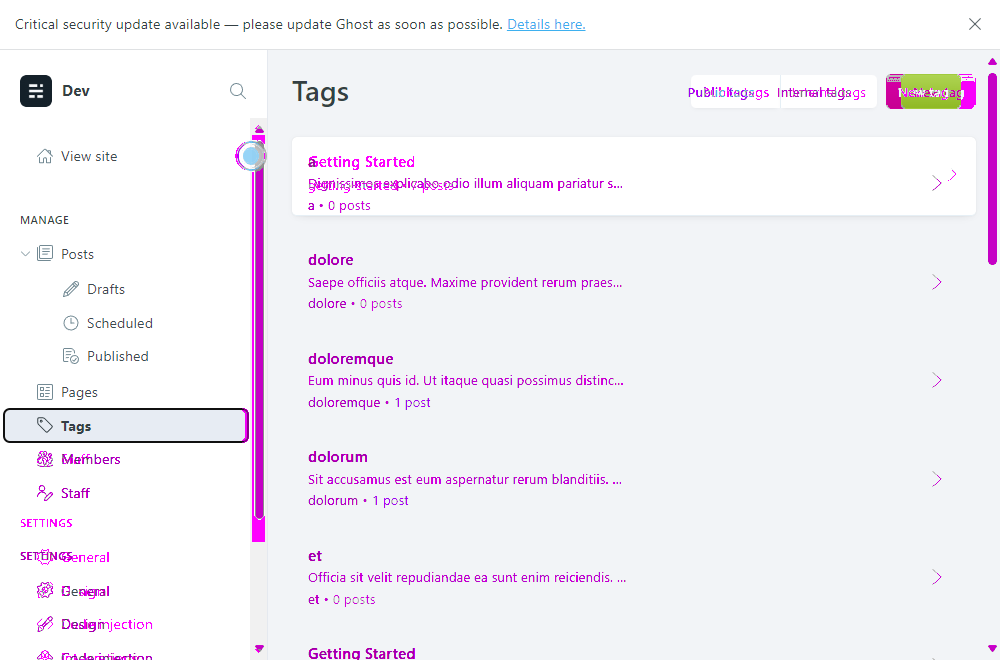 Critical security update available — please update Ghost as soon as possible. Details here.
Dev
Tags
View site
MANAGE
Posts
Drafts
Scheduled
Published
Pages
Tags
Members
Staff
SETTINGS
SETTINGS
General
General
Design
Code injection
Public tags
Internal tags
New tag
a
Getting Started
Dignissimos explicabo odio illum aliquam pariatur s...
a • 0 posts
dolore
Saepe officiis atque. Maxime provident rerum praes...
dolore • 0 posts
doloremque
Eum minus quis id. Ut itaque quasi possimus distinc...
doloremque • 1 post
dolorum
Sit accusamus est eum aspernatur rerum blanditiis. ...
dolorum • 1 post
et
Officia sit velit repudiandae ea sunt enim reiciendis. ...
et • 0 posts
Getting Started